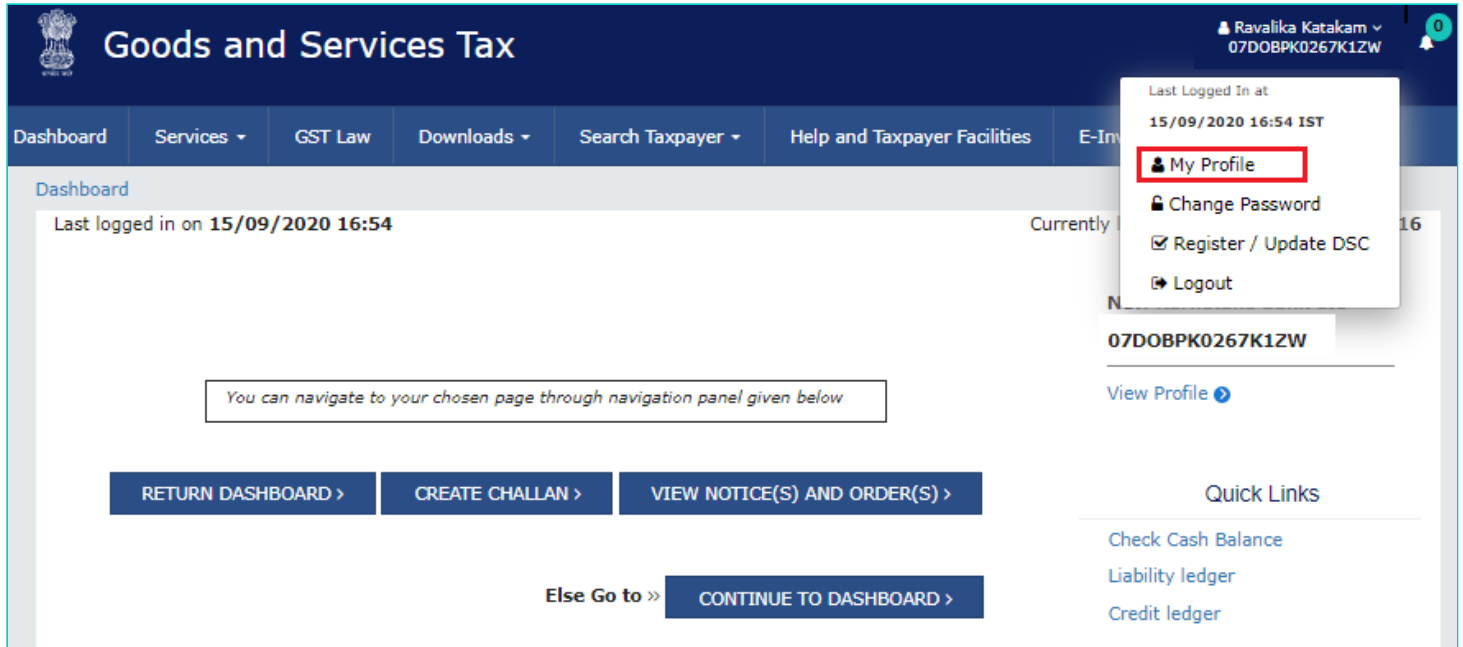 Goods and Services Tax
Ravalika Katakam
07DOBPK0267K1ZW
0
Last Logged In at
15/09/2020 16:54 IST
My Profile
Change Password
Register / Update DSC
Logout
Dashboard Services GST Law Downloads Search Taxpayer Help and Taxpayer Facilities
Dashboard
Last logged in on 15/09/2020 16:54
Currently
16
07DOBPK0267K1ZW
You can navigate to your chosen page through navigation panel given below
View Profile
RETURN DASHBOARD >
CREATE CHALLAN >
VIEW NOTICE(S) AND ORDER(S) >
Quick Links
Check Cash Balance
Liability ledger
Credit ledger
Else Go to »
CONTINUE TO DASHBOARD >